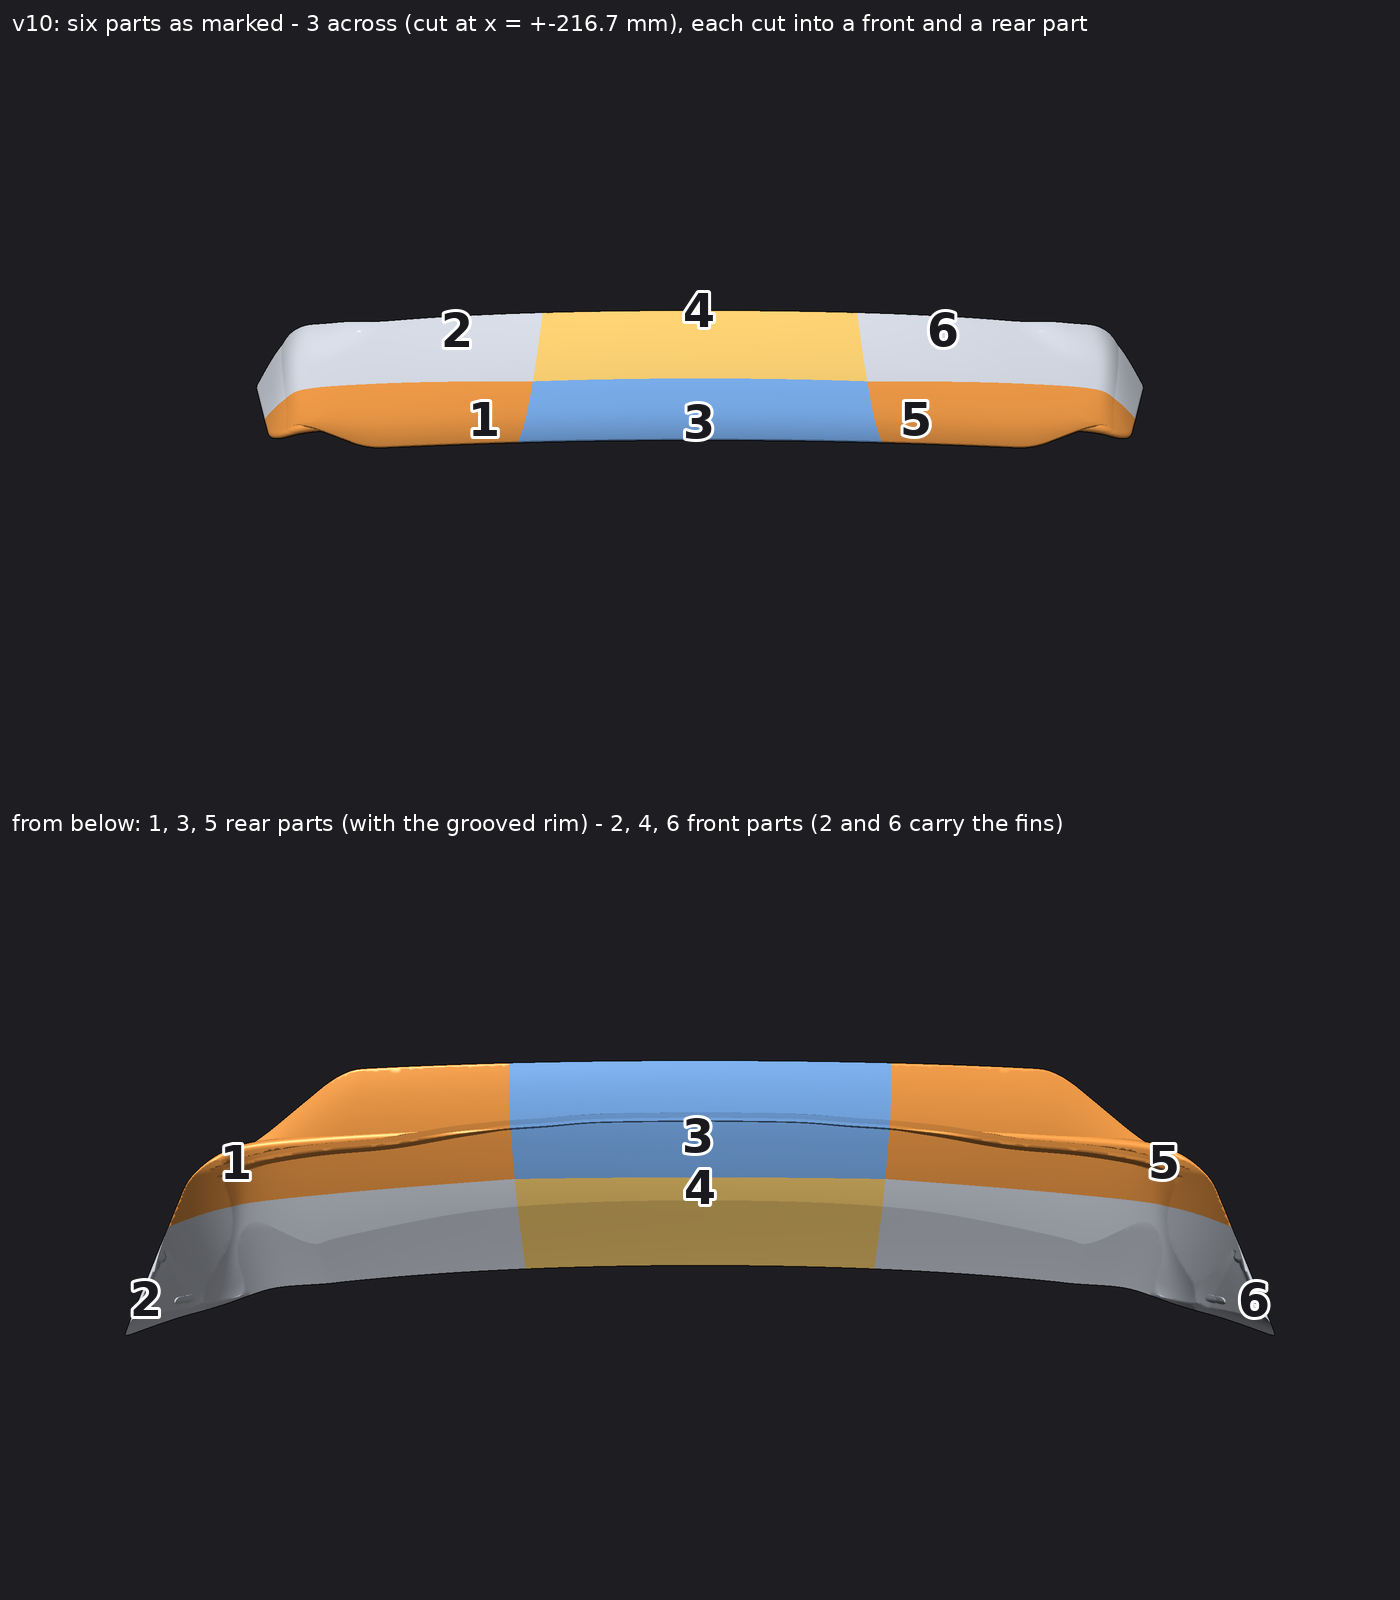 v10: six parts as marked - 3 across (cut at x = +-216.7 mm), each cut into a front and a rear part
2 4 6
1 3 5
from below: 1, 3, 5 rear parts (with the grooved rim) - 2, 4, 6 front parts (2 and 6 carry the fins)
1 3 5
4
2 6